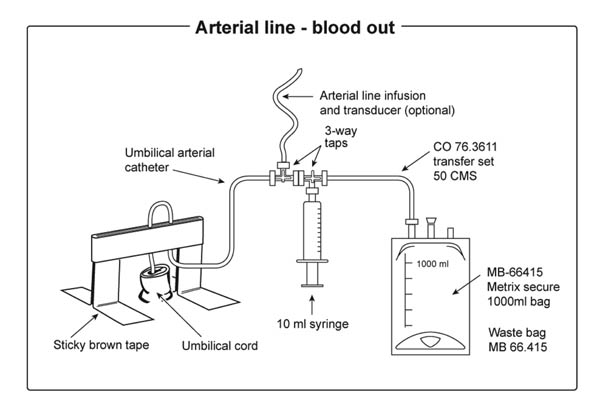 Arterial line - blood out
Arterial line infusion
and transducer (optional)
3-way
taps
Umbilical arterial
catheter
CO 76.3611
transfer set
50 CMS
1000 ml
MB-66415
Metrix secure
1000ml bag
10 ml syringe
Waste bag
MB 66.415
Sticky brown tape
Umbilical cord